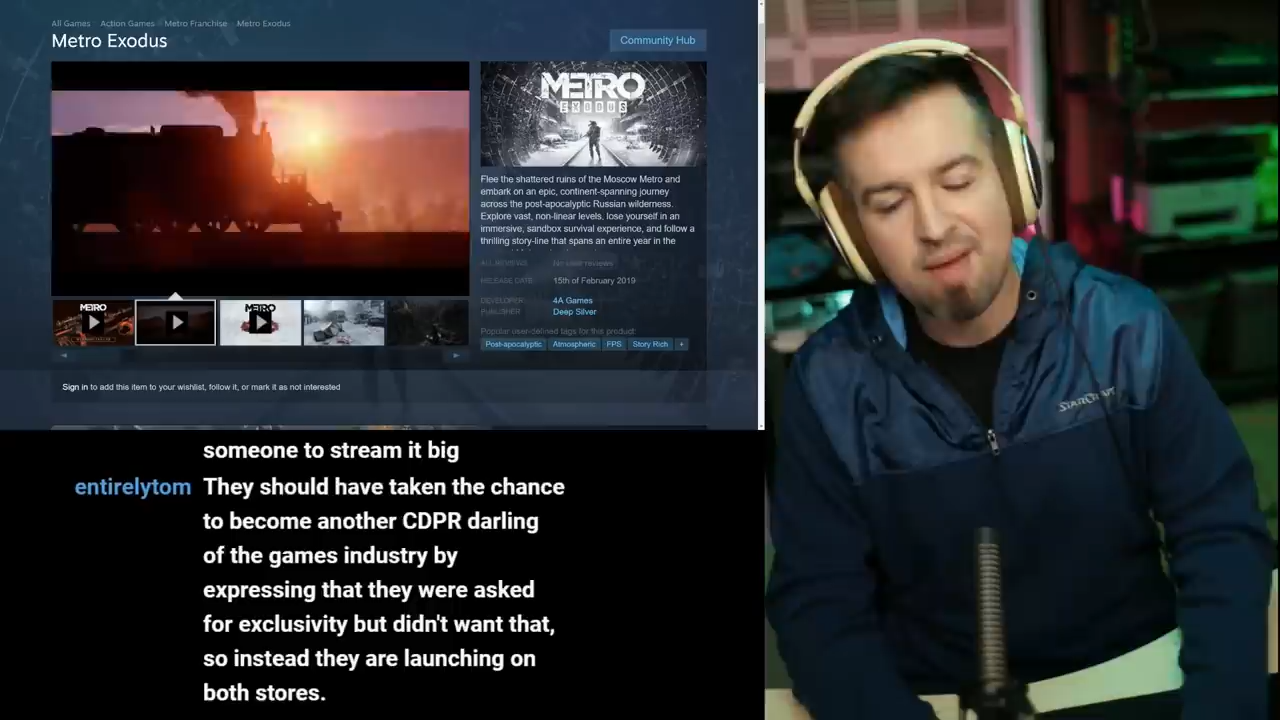 All Games
Action Games
Metro Franchise
Metro Exodus
Metro Exodus
Community Hub
METRO
EXODUS
Flee the shattered ruins of the Moscow Metro and
embark on an epic, continent-spanning journey
across the post-apocalyptic Russian wilderness.
Explore vast, non-linear levels, lose yourself in an
immersive, sandbox survival experience, and follow a
thrilling story-line that spans an entire year in the
ALL REVIEWS: No user reviews
RELEASE DATE: 15th of February 2019
DEVELOPER: 4A Games
PUBLISHER: Deep Silver
Popular user-defined tags for this product:
Post-apocalyptic Atmospheric FPS Story Rich +
METRO
METRO
Sign in to add this item to your wishlist, follow it, or mark it as not interested
someone to stream it big
entirelytom They should have taken the chance
to become another CDPR darling
of the games industry by
expressing that they were asked
for exclusivity but didn't want that,
so instead they are launching on
both stores.
STARCRAFT